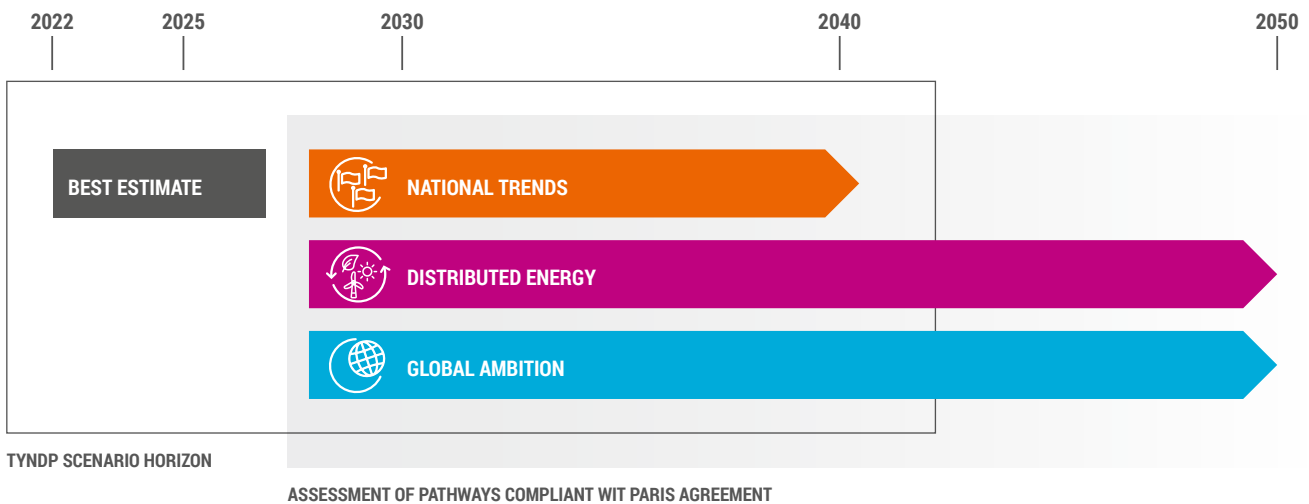 2022 2025 2030 2040 2050
BEST ESTIMATE
NATIONAL TRENDS
DISTRIBUTED ENERGY
GLOBAL AMBITION
TYNDP SCENARIO HORIZON
ASSESSMENT OF PATHWAYS COMPLIANT WIT PARIS AGREEMENT